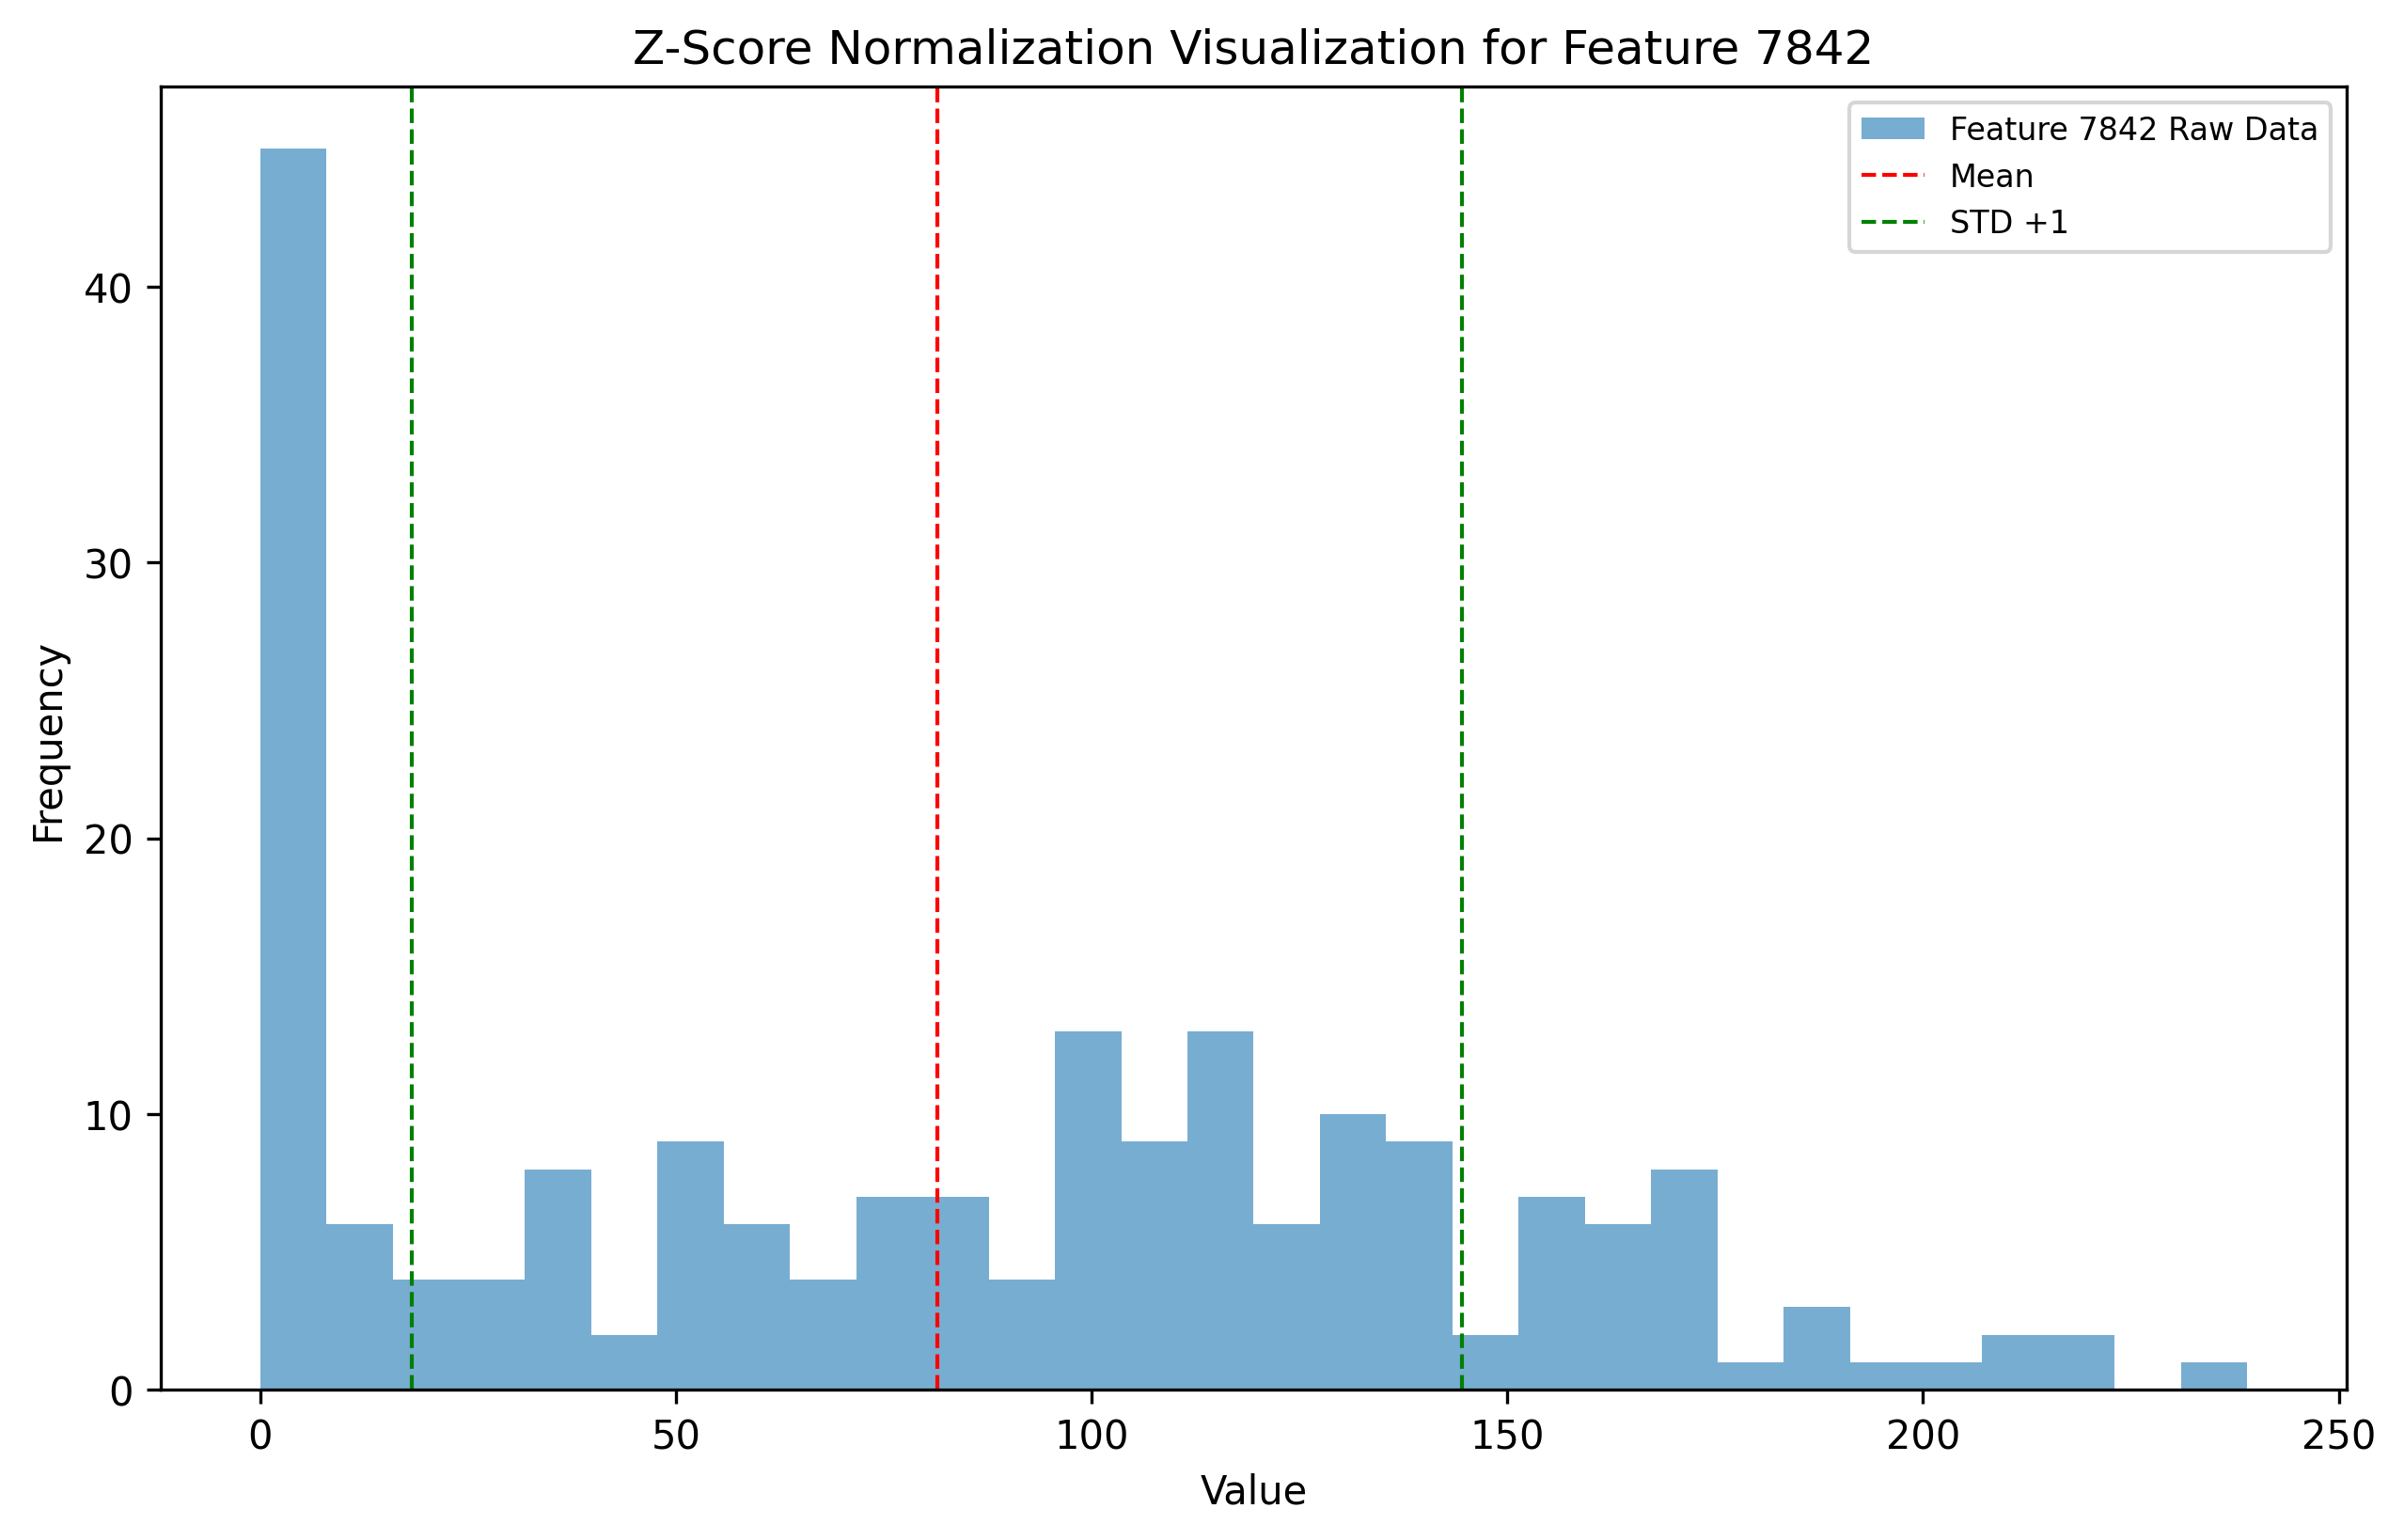 Z-Score Normalization Visualization for Feature 7842
Feature 7842 Raw Data
Mean
STD +1
Frequency
40
30
20
10
0
0 50 100 150 200 250
Value